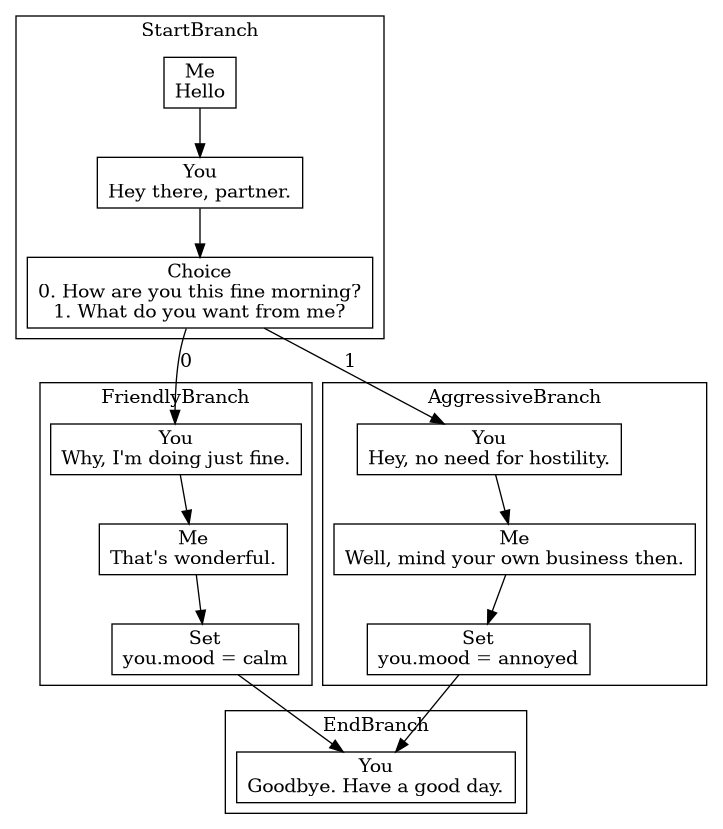 StartBranch
Me
Hello
You
Hey there, partner.
Choice
0. How are you this fine morning?
1. What do you want from me?
0
1
FriendlyBranch
You
Why, I'm doing just fine.
Me
That's wonderful.
Set
you.mood = calm
AggressiveBranch
You
Hey, no need for hostility.
Me
Well, mind your own business then.
Set
you.mood = annoyed
EndBranch
You
Goodbye. Have a good day.